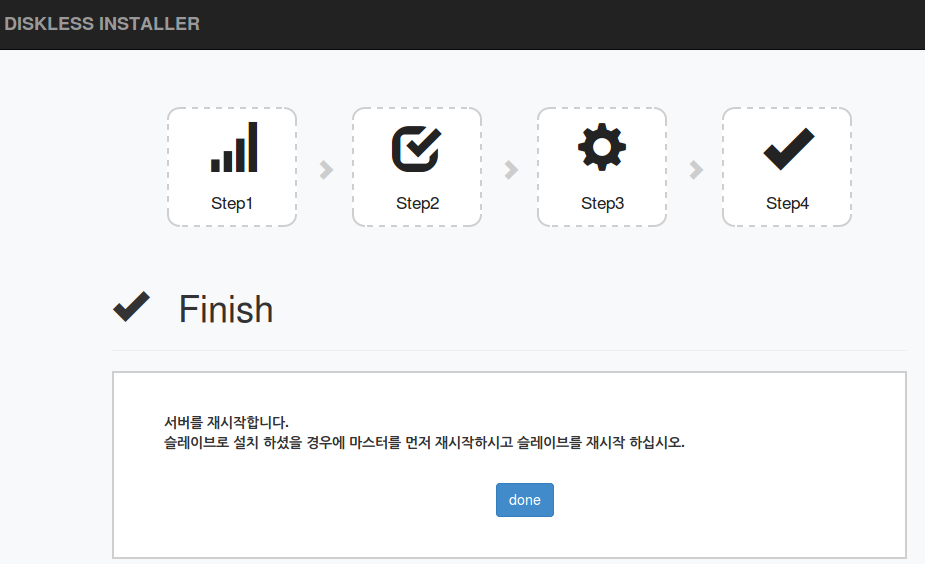 DISKLESS INSTALLER
Step1
Step2
Step3
Step4
Finish
서버를 재시작합니다.
슬레이브로 설치 하셨을 경우에 마스터를 먼저 재시작하시고 슬레이브를 재시작 하십시오.
done